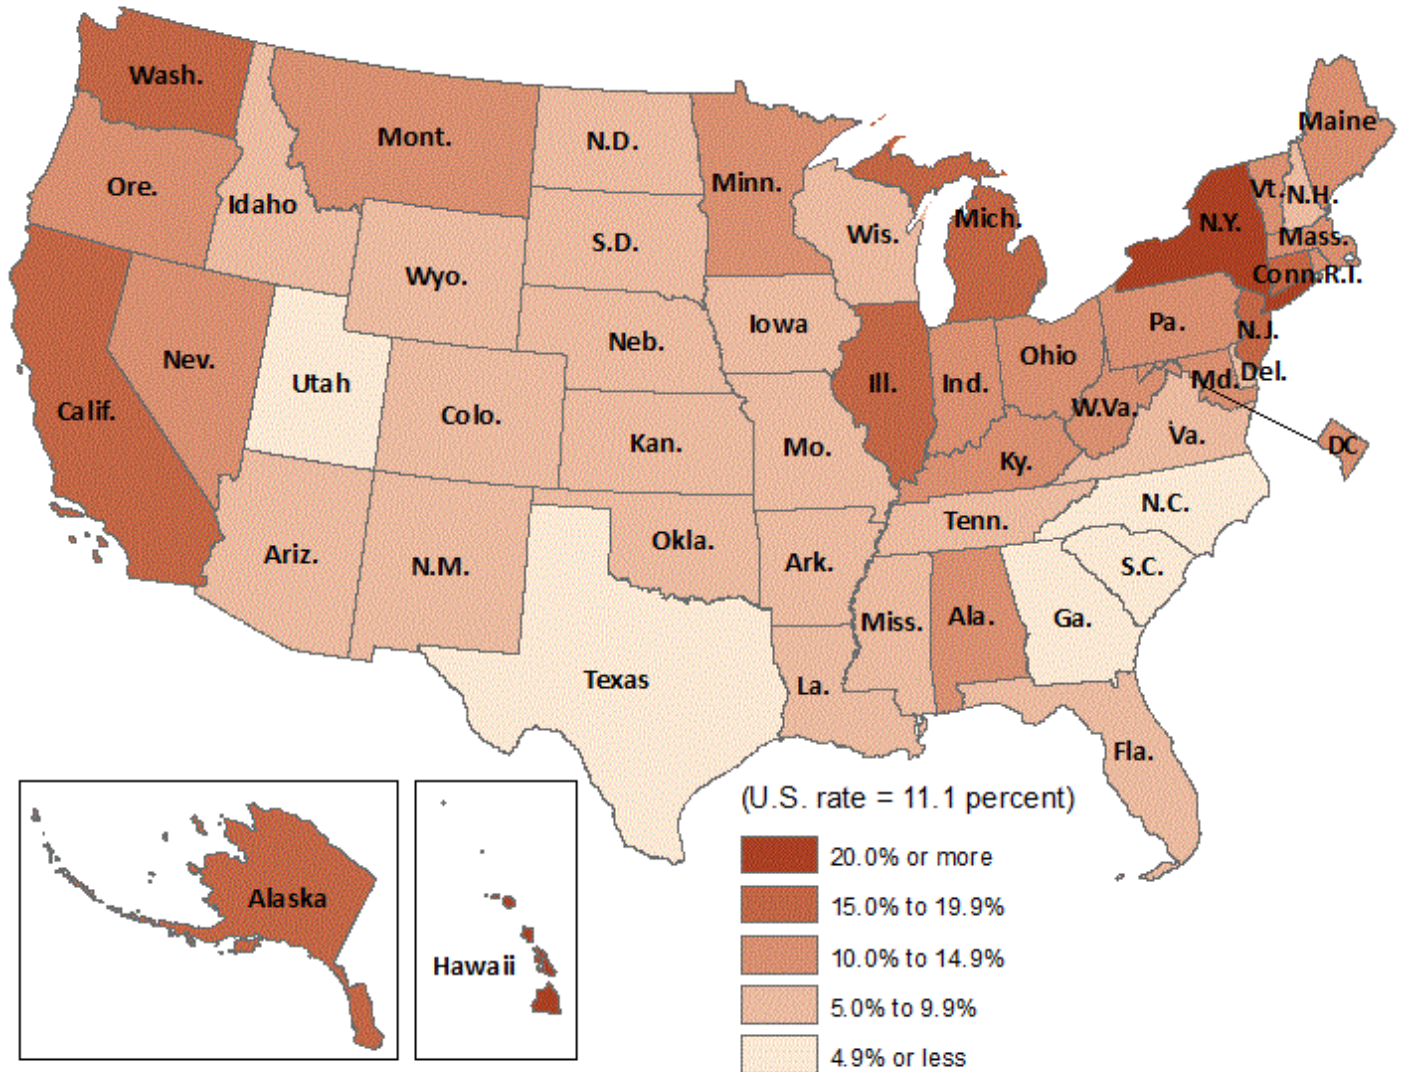 Wash.
Mont.
N.D.
Minn.
Maine
Ore.
Idaho
S.D.
Wis.
Mich.
N.Y.
Vt.
N.H.
Mass.
Conn.
R.I.
Wyo.
Iowa
Neb.
Nev.
Utah
Colo.
Calif.
Kan.
Mo.
Ill.
Ind.
Ohio
Pa.
N.J.
Del.
Md.
W.Va.
Va.
DC
Ky.
Tenn.
N.C.
S.C.
Ariz.
N.M.
Okla.
Ark.
Miss.
Ala.
Ga.
Texas
La.
Fla.
Alaska
Hawaii
(U.S. rate = 11.1 percent)
20.0% or more
15.0% to 19.9%
10.0% to 14.9%
5.0% to 9.9%
4.9% or less